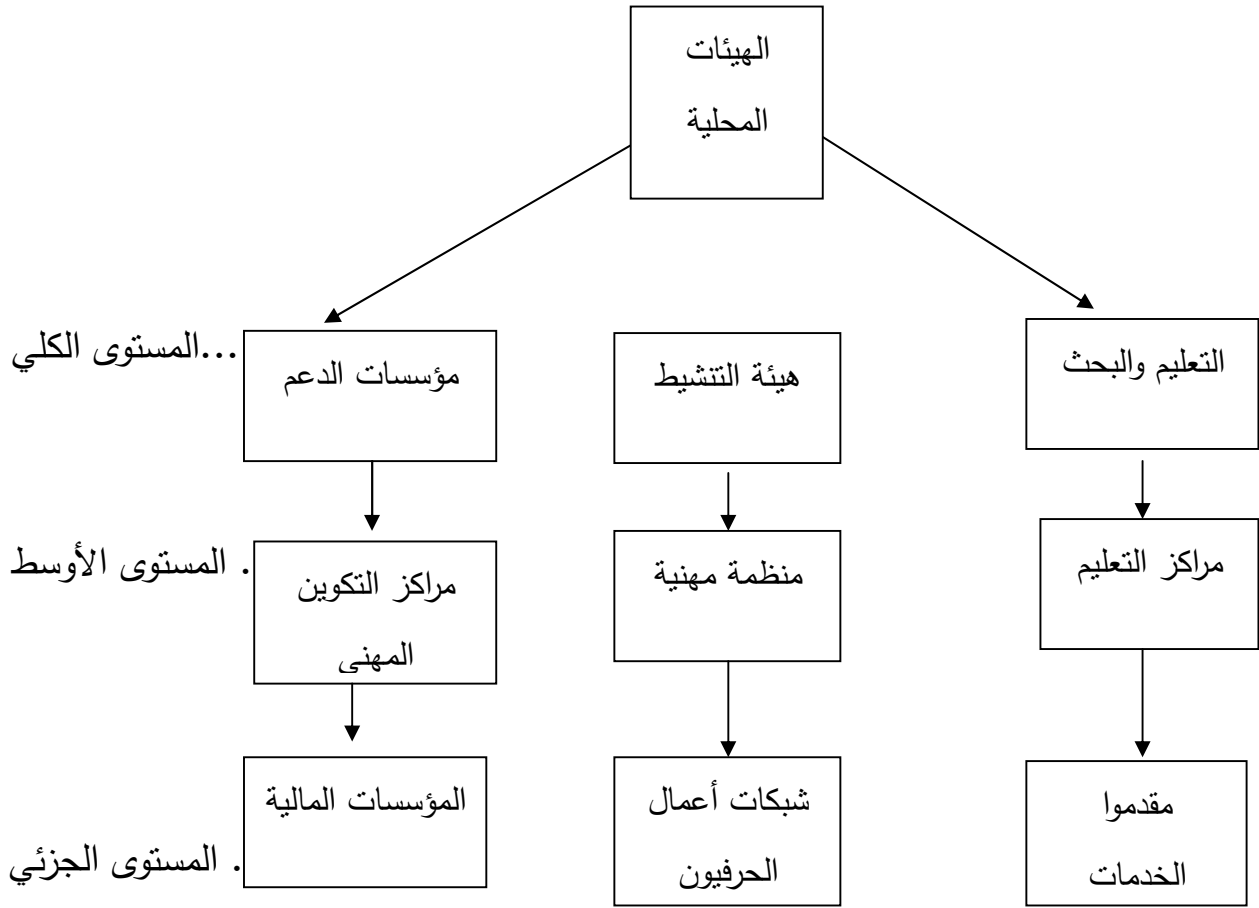 الهيئات
المحلية
التعليم والبحث
هيئة التنشيط
مؤسسات الدعم
...المستوى الكلي
مراكز التعليم
منظمة مهنية
مراكز التكوين
المهني
. المستوى الأوسط
مقدموا
الخدمات
شبكات أعمال
الحرفيون
المؤسسات المالية
. المستوى الجزئي